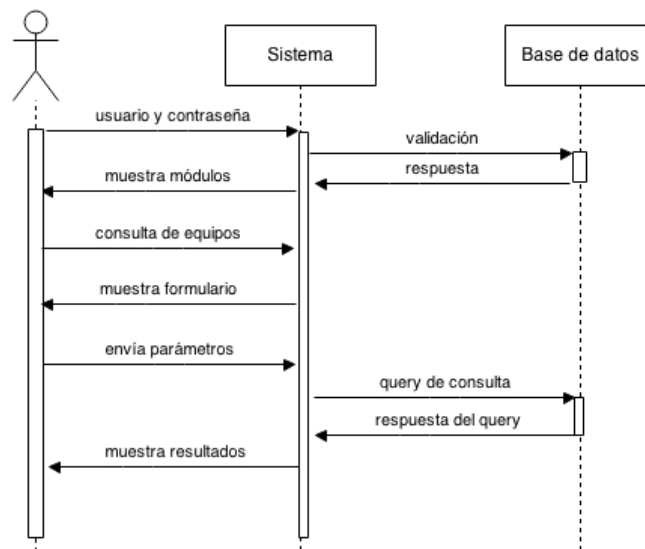 Sistema
Base de datos
usuario y contraseña
validación
respuesta
muestra módulos
consulta de equipos
muestra formulario
envía parámetros
query de consulta
respuesta del query
muestra resultados